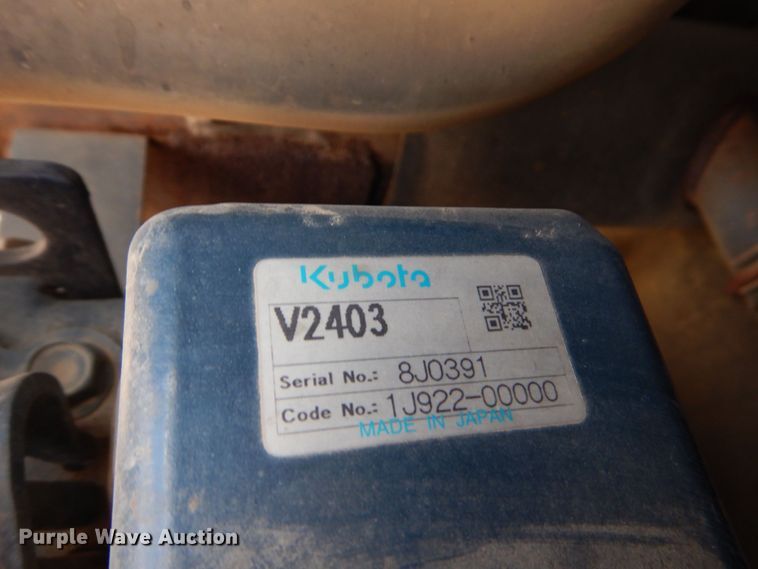 Kubota
V2403
Serial No.: 8J0391
Code No.: 1J922-00000
MADE IN JAPAN
Purple Wave Auction